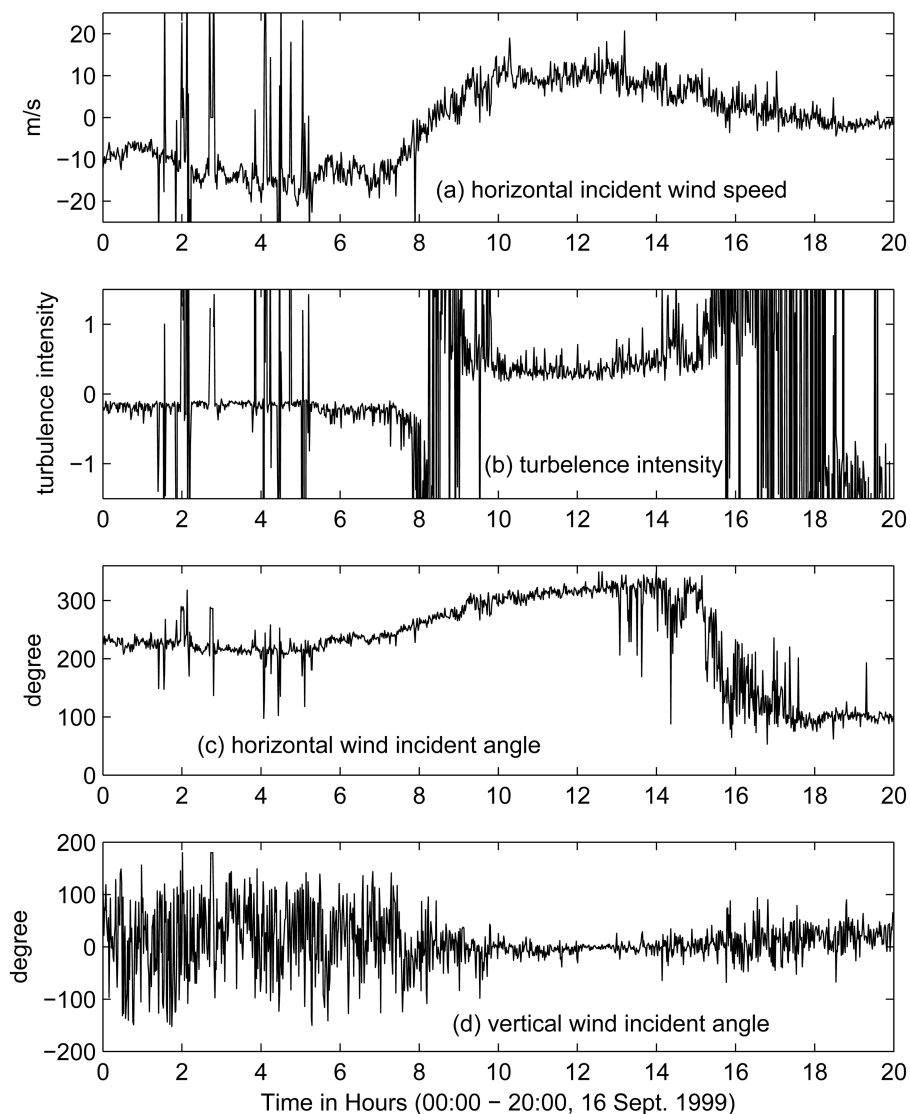 20
10
0
−10
−20
m/s
(a) horizontal incident wind speed
0 2 4 6 8 10 12 14 16 18 20
1
0
−1
turbulence intensity
(b) turbelence intensity
0 2 4 6 8 10 12 14 16 18 20
300
200
100
0
degree
(c) horizontal wind incident angle
0 2 4 6 8 10 12 14 16 18 20
200
100
0
−100
−200
degree
(d) vertical wind incident angle
0 2 4 6 8 10 12 14 16 18 20
Time in Hours (00:00 − 20:00, 16 Sept. 1999)